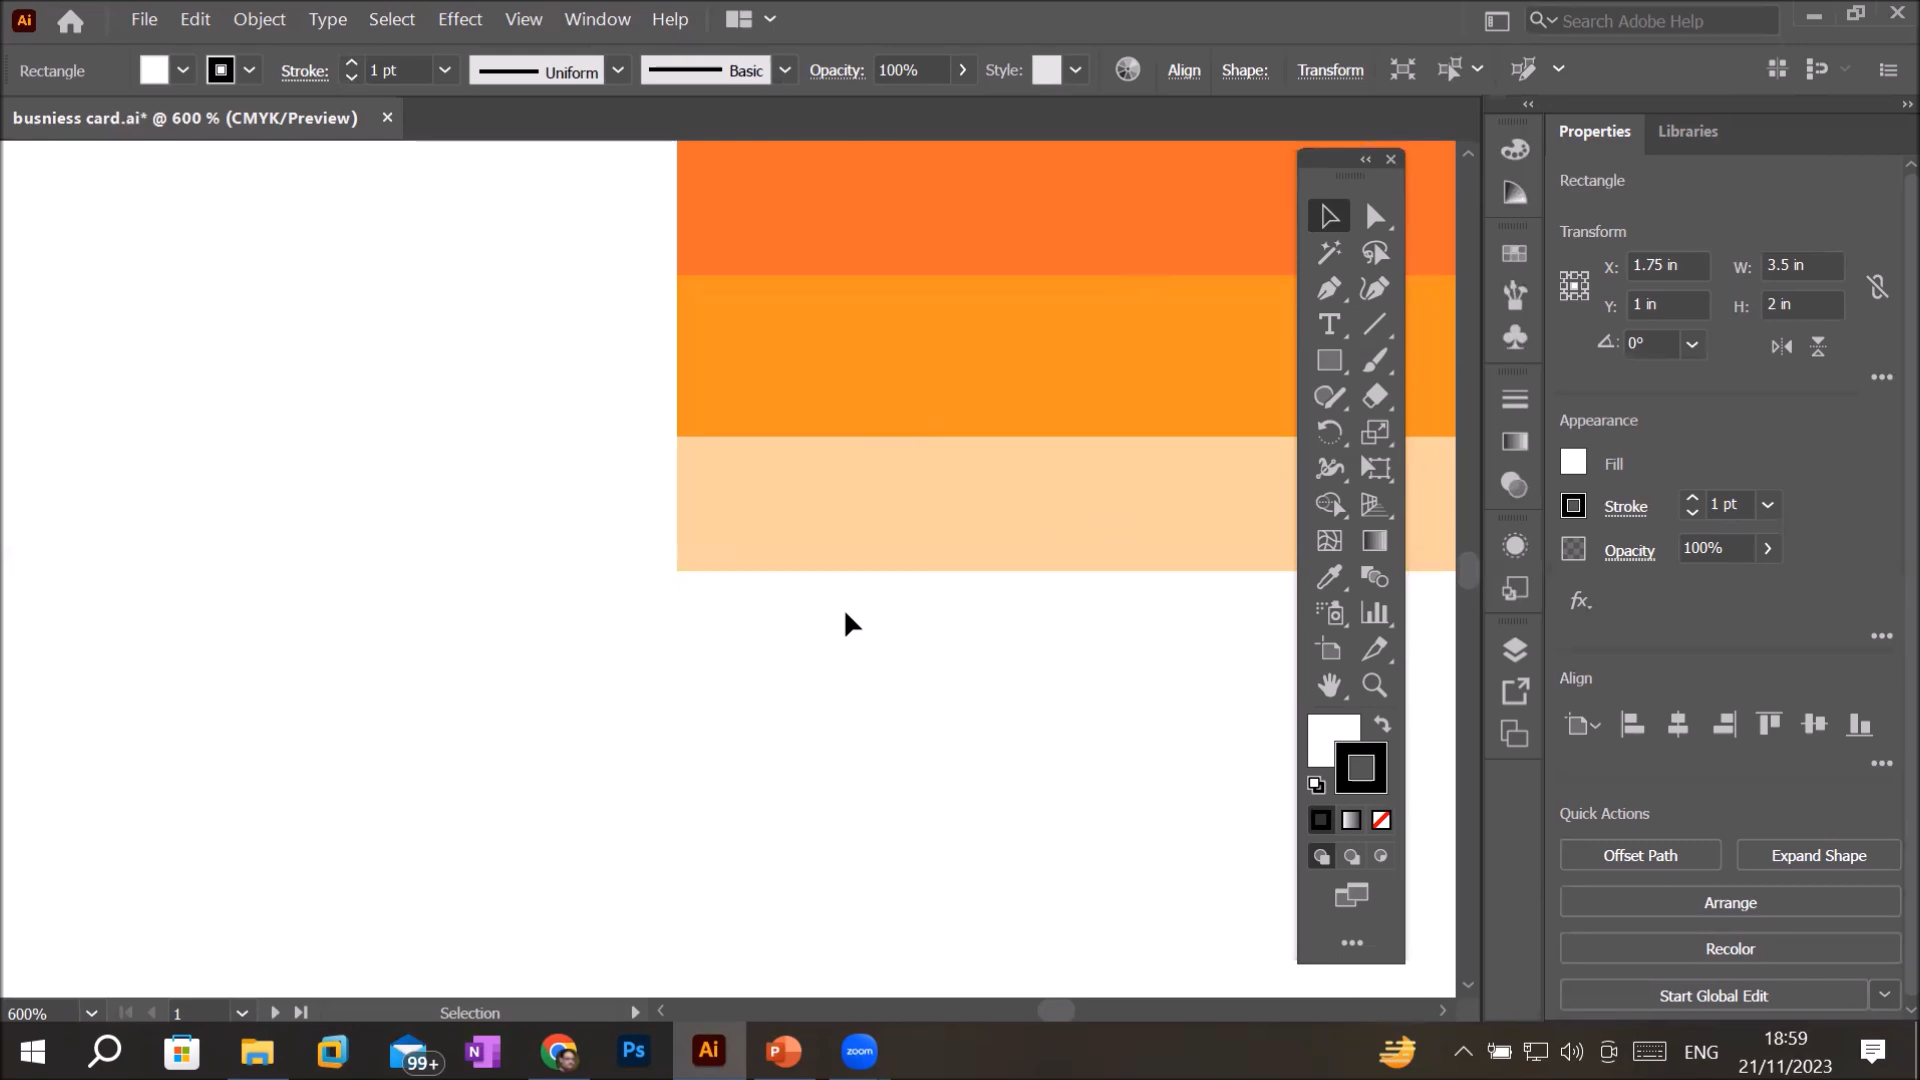 Ai File Edit Object Type Select Effect View Window Help Search Adobe Help
Rectangle Stroke: 1 pt Uniform Basic Opacity: 100% Style: Align Shape: Transform
busniess card.ai* @ 600 % (CMYK/Preview)
Properties Libraries
Rectangle
Transform
X: 1.75 in W: 3.5 in
Y: 1 in H: 2 in
0°
Appearance
Fill
Stroke 1 pt
Opacity 100%
fx.
Align
Quick Actions
Offset Path Expand Shape
Arrange
Recolor
Start Global Edit
600% 1 Selection
99+ N Ps Ai P zoom ENG 18:59
21/11/2023